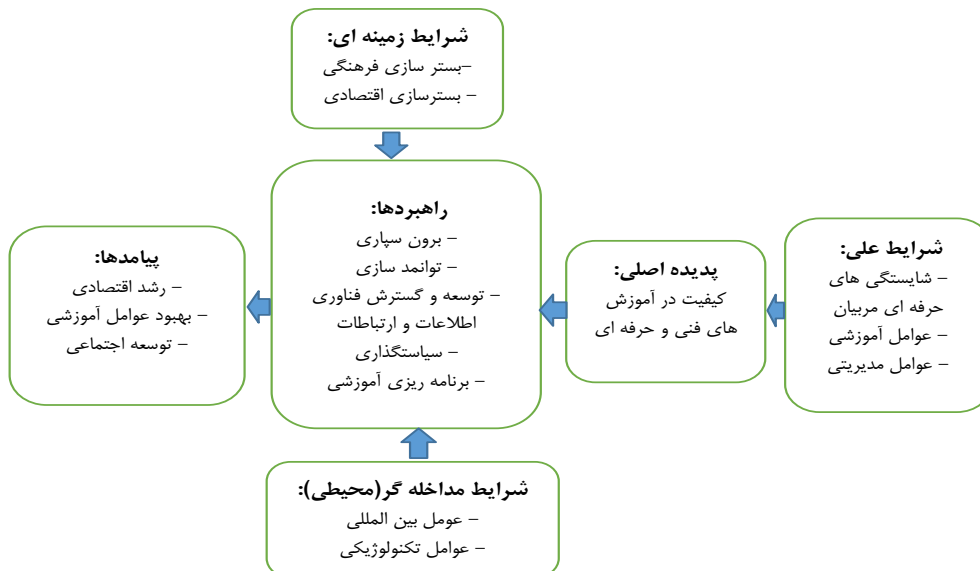 شرایط زمینه ای:
–بستر سازی فرهنگی
– بسترسازی اقتصادی
شرایط علی:
– شایستگی های
حرفه ای مربیان
– عوامل آموزشی
– عوامل مدیریتی
پدیده اصلی:
کیفیت در آموزش
های فنی و حرفه ای
راهبردها:
– برون سپاری
– توانمند سازی
– توسعه و گسترش فناوری
اطلاعات و ارتباطات
– سیاستگذاری
– برنامه ریزی آموزشی
پیامدها:
– رشد اقتصادی
– بهبود عوامل آموزشی
– توسعه اجتماعی
شرایط مداخله گر(محیطی):
– عومل بین المللی
– عوامل تکنولوژیکی